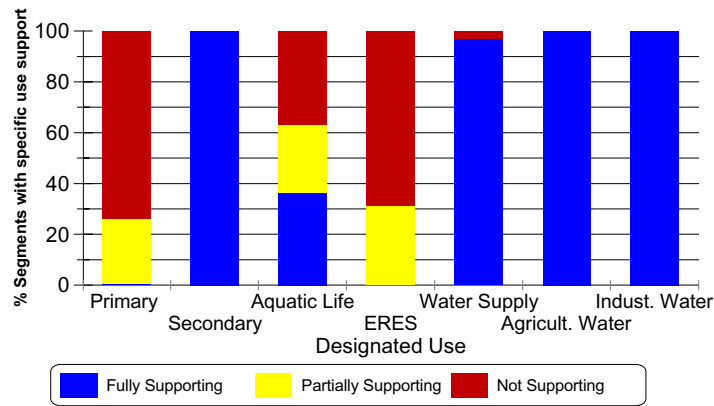 % Segments with specific use support
100
80
60
40
20
0
Primary
Secondary
Aquatic Life
ERES
Water Supply
Agricult. Water
Indust. Water
Designated Use
Fully Supporting
Partially Supporting
Not Supporting